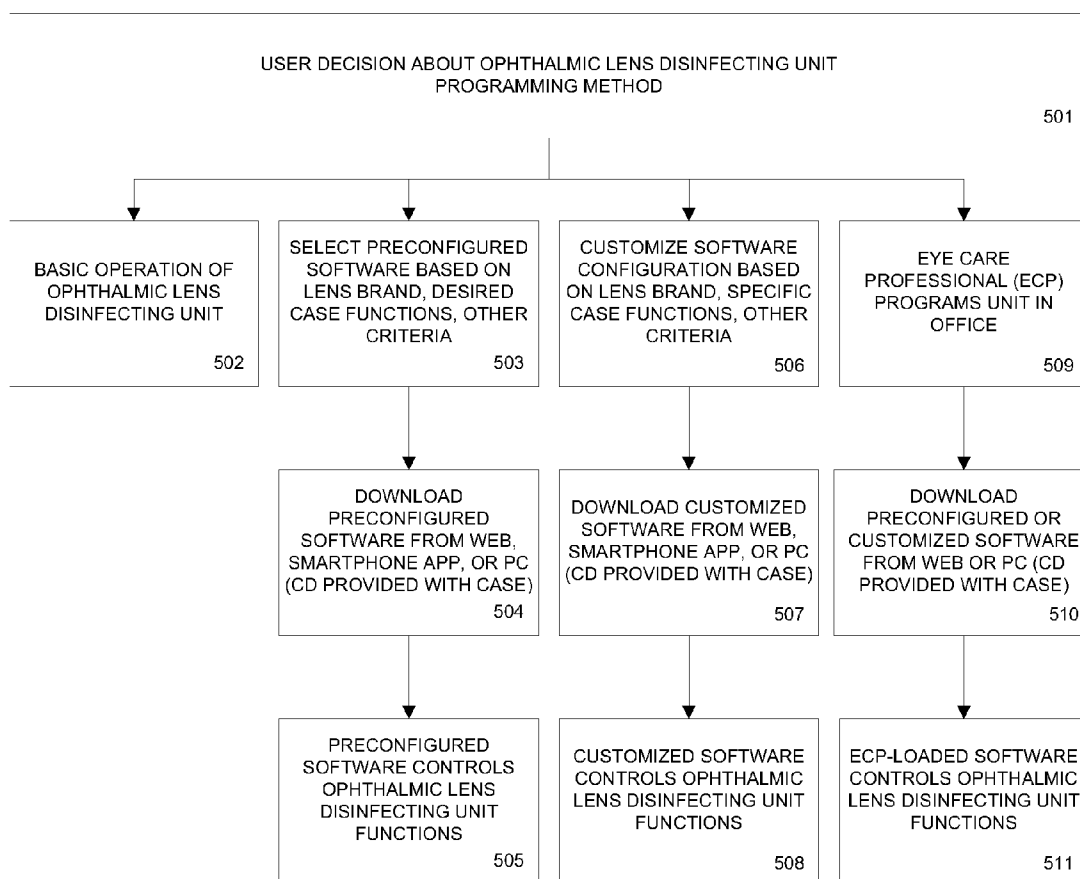 USER DECISION ABOUT OPHTHALMIC LENS DISINFECTING UNIT
PROGRAMMING METHOD
501
BASIC OPERATION OF
OPHTHALMIC LENS
DISINFECTING UNIT
502
SELECT PRECONFIGURED
SOFTWARE BASED ON
LENS BRAND, DESIRED
CASE FUNCTIONS, OTHER
CRITERIA
503
CUSTOMIZE SOFTWARE
CONFIGURATION BASED
ON LENS BRAND, SPECIFIC
CASE FUNCTIONS, OTHER
CRITERIA
506
EYE CARE
PROFESSIONAL (ECP)
PROGRAMS UNIT IN
OFFICE
509
DOWNLOAD
PRECONFIGURED
SOFTWARE FROM WEB,
SMARTPHONE APP, OR PC
(CD PROVIDED WITH CASE)
504
DOWNLOAD CUSTOMIZED
SOFTWARE FROM WEB,
SMARTPHONE APP, OR PC
(CD PROVIDED WITH CASE)
507
DOWNLOAD
PRECONFIGURED OR
CUSTOMIZED SOFTWARE
FROM WEB OR PC (CD
PROVIDED WITH CASE)
510
PRECONFIGURED
SOFTWARE CONTROLS
OPHTHALMIC LENS
DISINFECTING UNIT
FUNCTIONS
505
CUSTOMIZED SOFTWARE
CONTROLS OPHTHALMIC
LENS DISINFECTING UNIT
FUNCTIONS
508
ECP-LOADED SOFTWARE
CONTROLS OPHTHALMIC
LENS DISINFECTING UNIT
FUNCTIONS
511